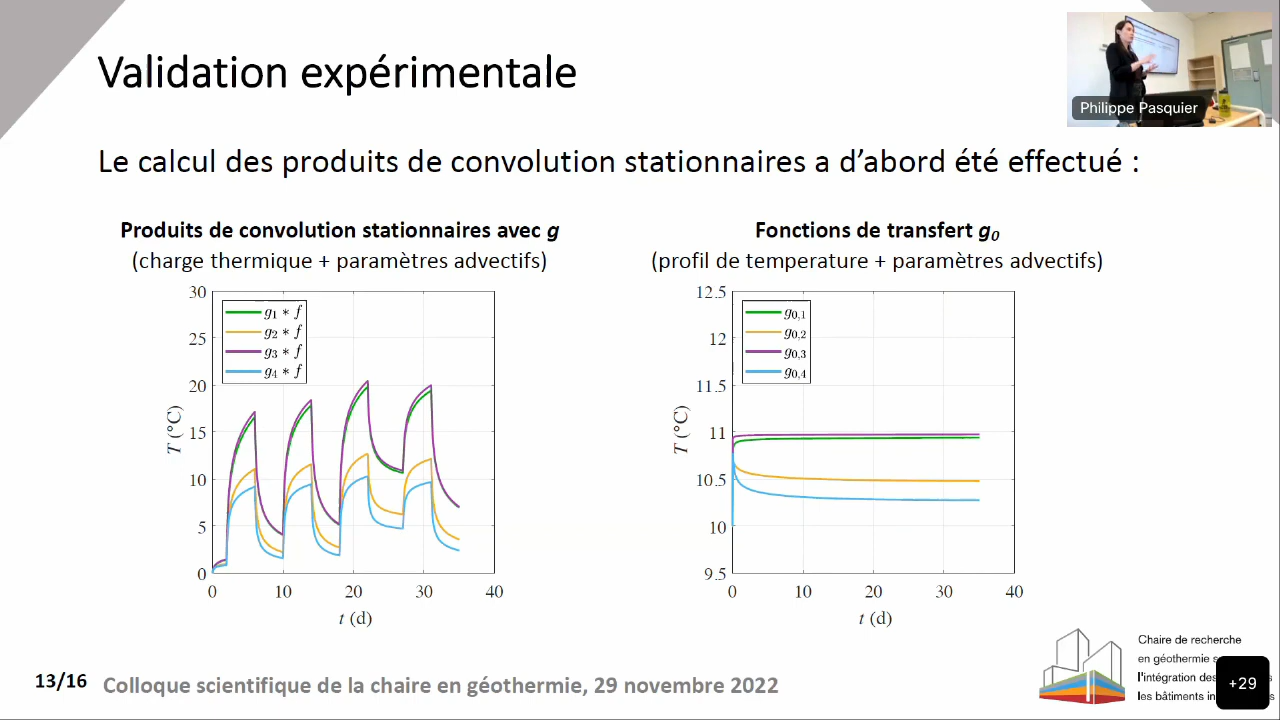 Validation expérimentale
Philippe Pasquier
Le calcul des produits de convolution stationnaires a d’abord été effectué :
Produits de convolution stationnaires avec g
(charge thermique + paramètres advectifs)
30
25
20
15
10
5
0
T (°C)
g₁ * f
g₂ * f
g₃ * f
g₄ * f
0 10 20 30 40
t (d)
Fonctions de transfert g₀
(profil de temperature + paramètres advectifs)
12.5
12
11.5
11
10.5
10
9.5
T (°C)
g₀,₁
g₀,₂
g₀,₃
g₀,₄
0 10 20 30 40
t (d)
13/16 Colloque scientifique de la chaire en géothermie, 29 novembre 2022
Chaire de recherche
en géothermie
l'intégration des
les bâtiments
+29